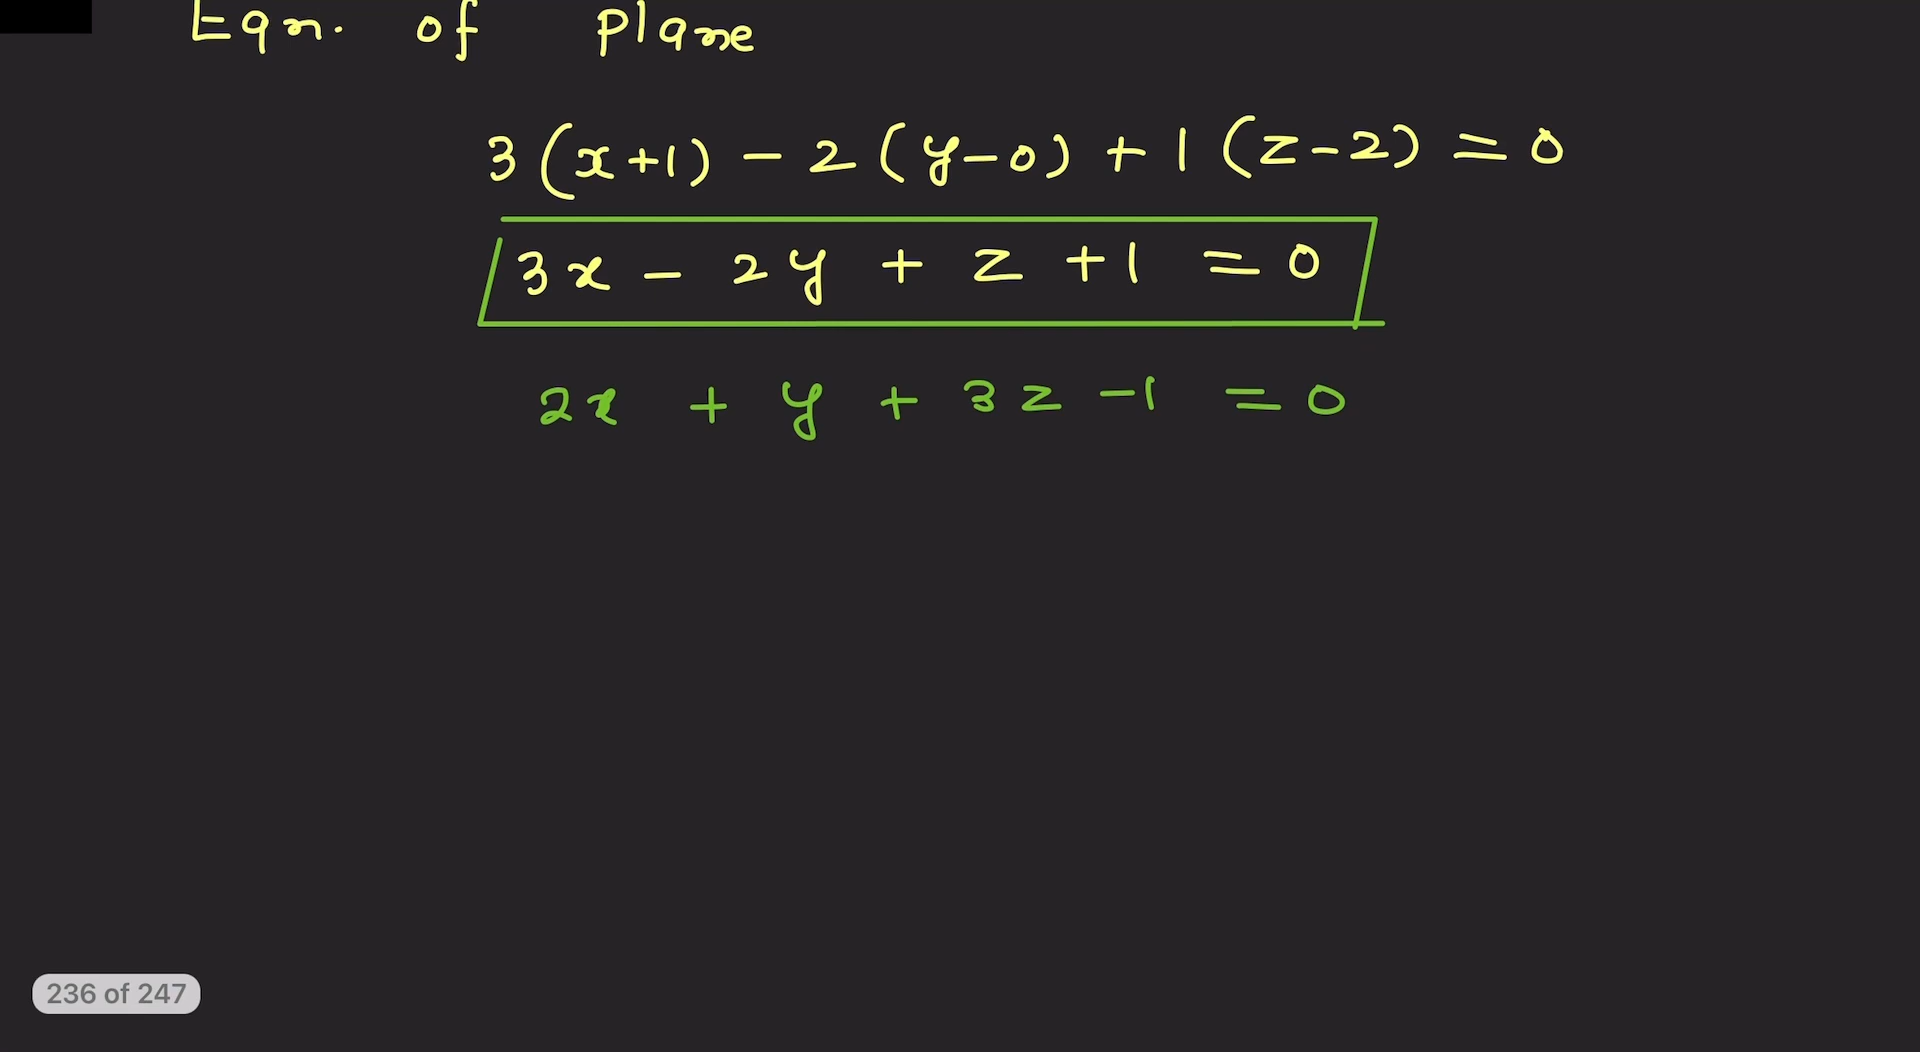 Eqn. of plane
3(x+1) - 2(y-0) + 1(z-2) = 0
3x - 2y + z + 1 = 0
2x + y + 3z - 1 = 0
236 of 247